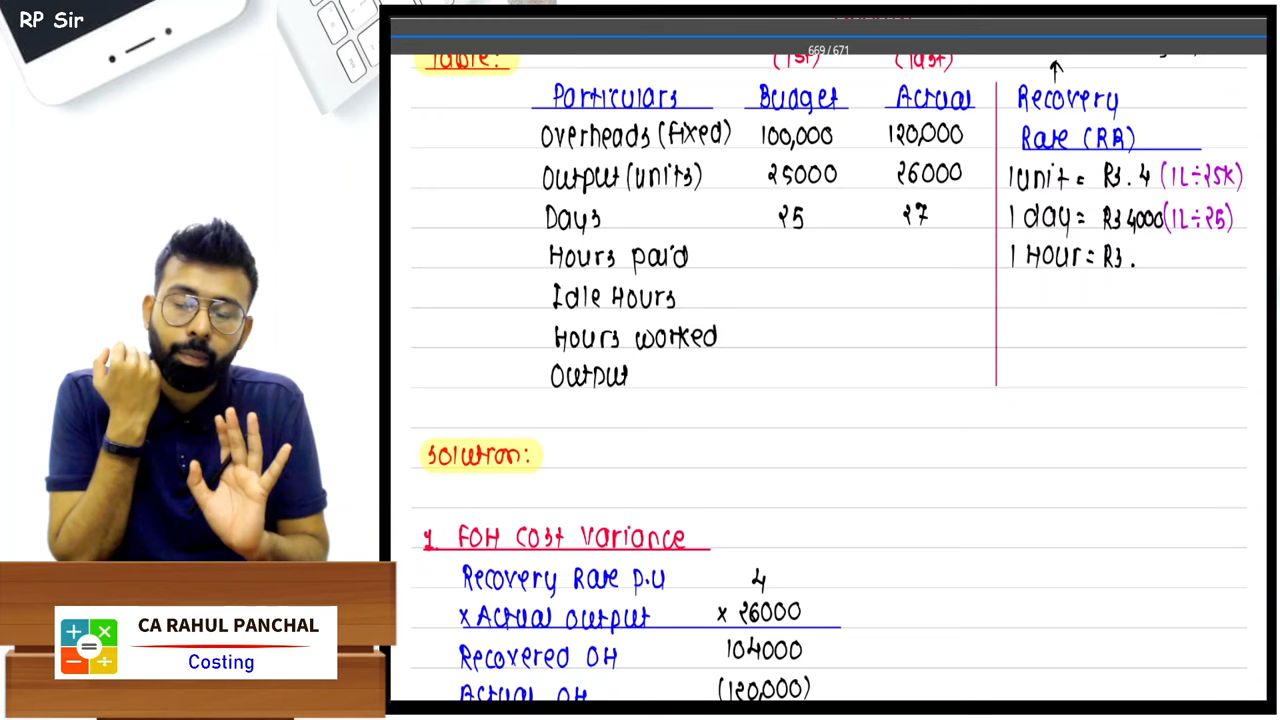 RP Sir
669 / 671
Table:
(1st) (last)
Particulars Budget Actual Recovery
Overheads (fixed) 100,000 120,000 Rate (RR)
Output (units) 25000 26000 1 unit = Rs. 4 (1L÷25K)
Days 25 27 1 day = Rs 4,000 (1L÷25)
Hours paid 1 Hour = Rs.
Idle Hours
Hours worked
Output
Solution:
1. FOH Cost Variance
Recovery Rate p.u 4
x Actual output x 26000
Recovered OH 104000
Actual OH (120,000)
CA RAHUL PANCHAL
Costing